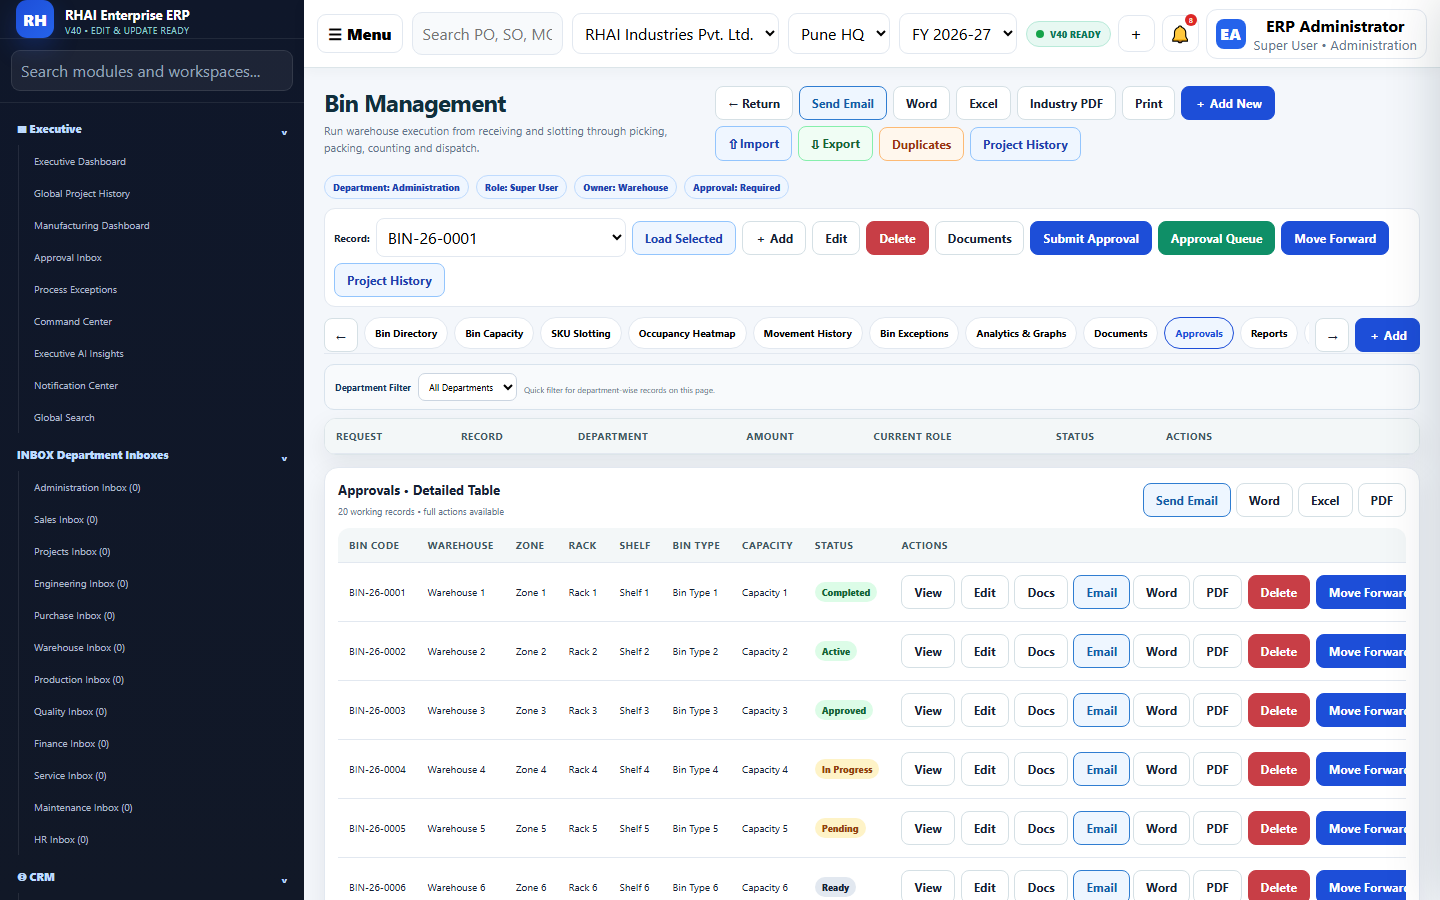 RH
RHAI Enterprise ERP
V40 • EDIT & UPDATE READY
Search modules and workspaces...
Executive
Executive Dashboard
Global Project History
Manufacturing Dashboard
Approval Inbox
Process Exceptions
Command Center
Executive AI Insights
Notification Center
Global Search
INBOX Department Inboxes
Administration Inbox (0)
Sales Inbox (0)
Projects Inbox (0)
Engineering Inbox (0)
Purchase Inbox (0)
Warehouse Inbox (0)
Production Inbox (0)
Quality Inbox (0)
Finance Inbox (0)
Service Inbox (0)
Maintenance Inbox (0)
HR Inbox (0)
CRM
☰ Menu
Search PO, SO, MO
RHAI Industries Pvt. Ltd.
Pune HQ
FY 2026-27
V40 READY
+
8
EA
ERP Administrator
Super User • Administration
Bin Management
Run warehouse execution from receiving and slotting through picking,
packing, counting and dispatch.
← Return
Send Email
Word
Excel
Industry PDF
Print
+ Add New
⇧ Import
⇩ Export
Duplicates
Project History
Department: Administration
Role: Super User
Owner: Warehouse
Approval: Required
Record:
BIN-26-0001
Load Selected
+ Add
Edit
Delete
Documents
Submit Approval
Approval Queue
Move Forward
Project History
←
Bin Directory
Bin Capacity
SKU Slotting
Occupancy Heatmap
Movement History
Bin Exceptions
Analytics & Graphs
Documents
Approvals
Reports
→
+ Add
Department Filter
All Departments
Quick filter for department-wise records on this page.
REQUEST RECORD DEPARTMENT AMOUNT CURRENT ROLE STATUS ACTIONS
Approvals • Detailed Table
20 working records • full actions available
Send Email
Word
Excel
PDF
BIN CODE WAREHOUSE ZONE RACK SHELF BIN TYPE CAPACITY STATUS ACTIONS
BIN-26-0001 Warehouse 1 Zone 1 Rack 1 Shelf 1 Bin Type 1 Capacity 1 Completed View Edit Docs Email Word PDF Delete Move Forward
BIN-26-0002 Warehouse 2 Zone 2 Rack 2 Shelf 2 Bin Type 2 Capacity 2 Active View Edit Docs Email Word PDF Delete Move Forward
BIN-26-0003 Warehouse 3 Zone 3 Rack 3 Shelf 3 Bin Type 3 Capacity 3 Approved View Edit Docs Email Word PDF Delete Move Forward
BIN-26-0004 Warehouse 4 Zone 4 Rack 4 Shelf 4 Bin Type 4 Capacity 4 In Progress View Edit Docs Email Word PDF Delete Move Forward
BIN-26-0005 Warehouse 5 Zone 5 Rack 5 Shelf 5 Bin Type 5 Capacity 5 Pending View Edit Docs Email Word PDF Delete Move Forward
BIN-26-0006 Warehouse 6 Zone 6 Rack 6 Shelf 6 Bin Type 6 Capacity 6 Ready View Edit Docs Email Word PDF Delete Move Forward